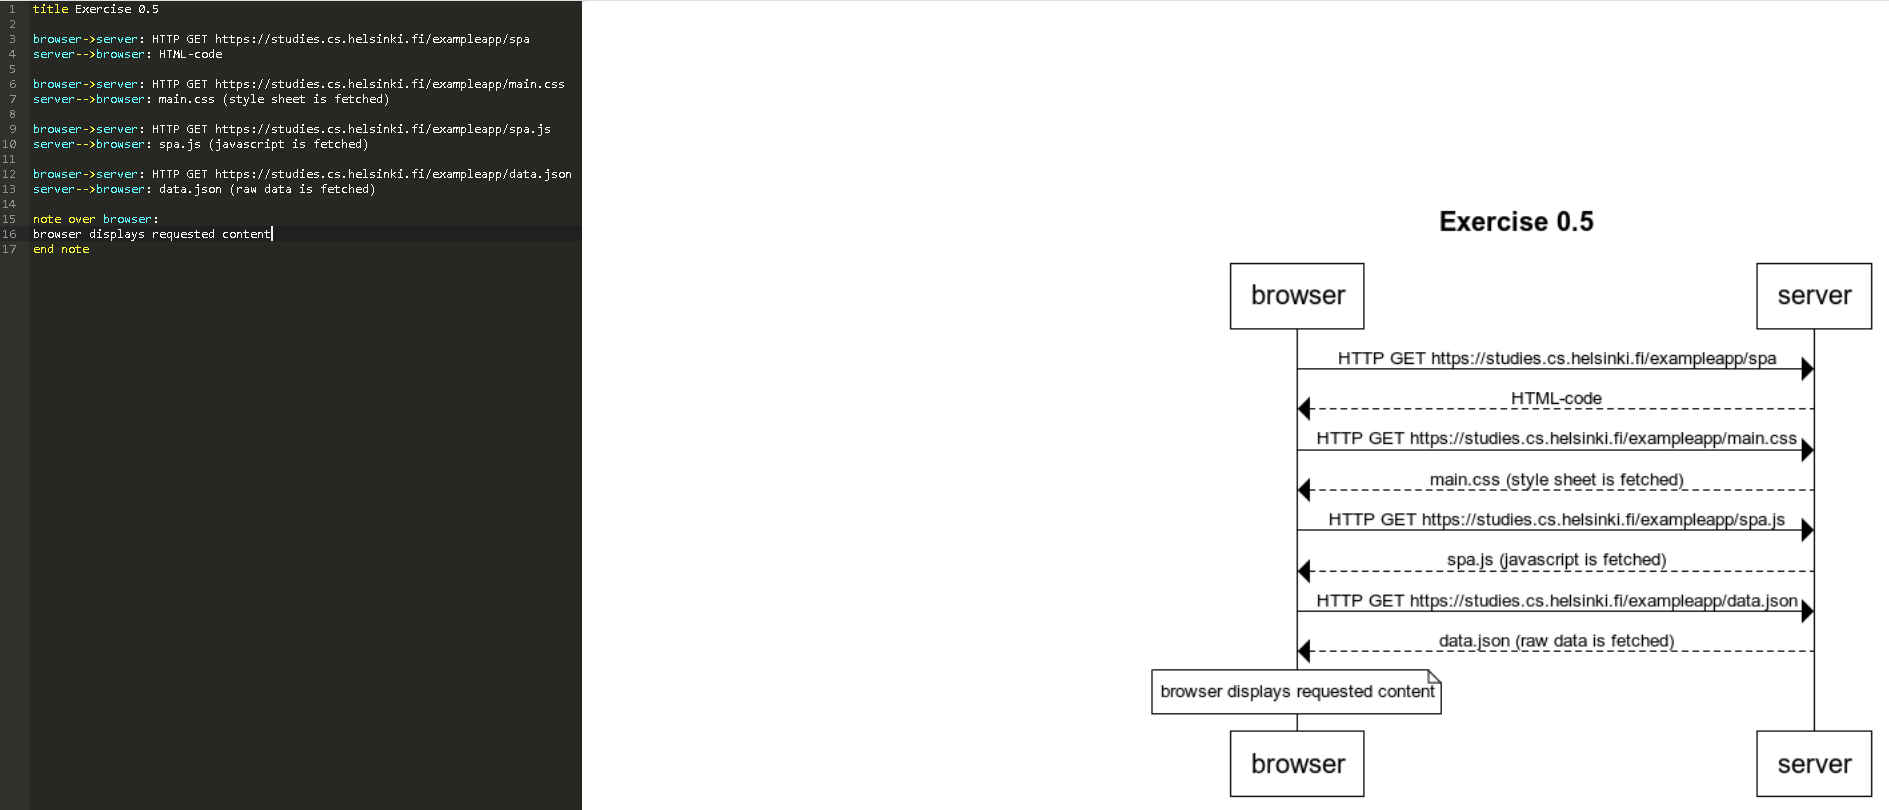 1 title Exercise 0.5
2
3 browser->server: HTTP GET https://studies.cs.helsinki.fi/exampleapp/spa
4 server-->browser: HTML-code
5
6 browser->server: HTTP GET https://studies.cs.helsinki.fi/exampleapp/main.css
7 server-->browser: main.css (style sheet is fetched)
8
9 browser->server: HTTP GET https://studies.cs.helsinki.fi/exampleapp/spa.js
10 server-->browser: spa.js (javascript is fetched)
11
12 browser->server: HTTP GET https://studies.cs.helsinki.fi/exampleapp/data.json
13 server-->browser: data.json (raw data is fetched)
14
15 note over browser:
16 browser displays requested content
17 end note
Exercise 0.5
browser server
HTTP GET https://studies.cs.helsinki.fi/exampleapp/spa
HTML-code
HTTP GET https://studies.cs.helsinki.fi/exampleapp/main.css
main.css (style sheet is fetched)
HTTP GET https://studies.cs.helsinki.fi/exampleapp/spa.js
spa.js (javascript is fetched)
HTTP GET https://studies.cs.helsinki.fi/exampleapp/data.json
data.json (raw data is fetched)
browser displays requested content
browser server